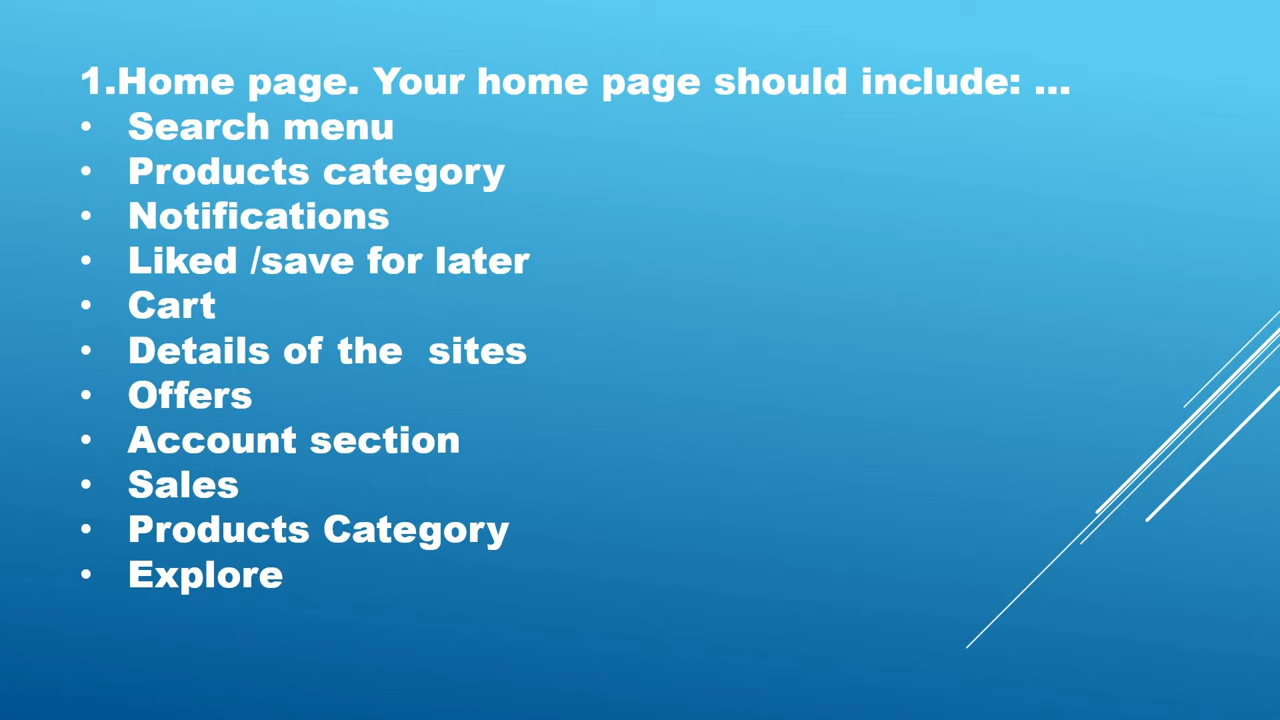 1.Home page. Your home page should include: ...
• Search menu
• Products category
• Notifications
• Liked /save for later
• Cart
• Details of the  sites
• Offers
• Account section
• Sales
• Products Category
• Explore